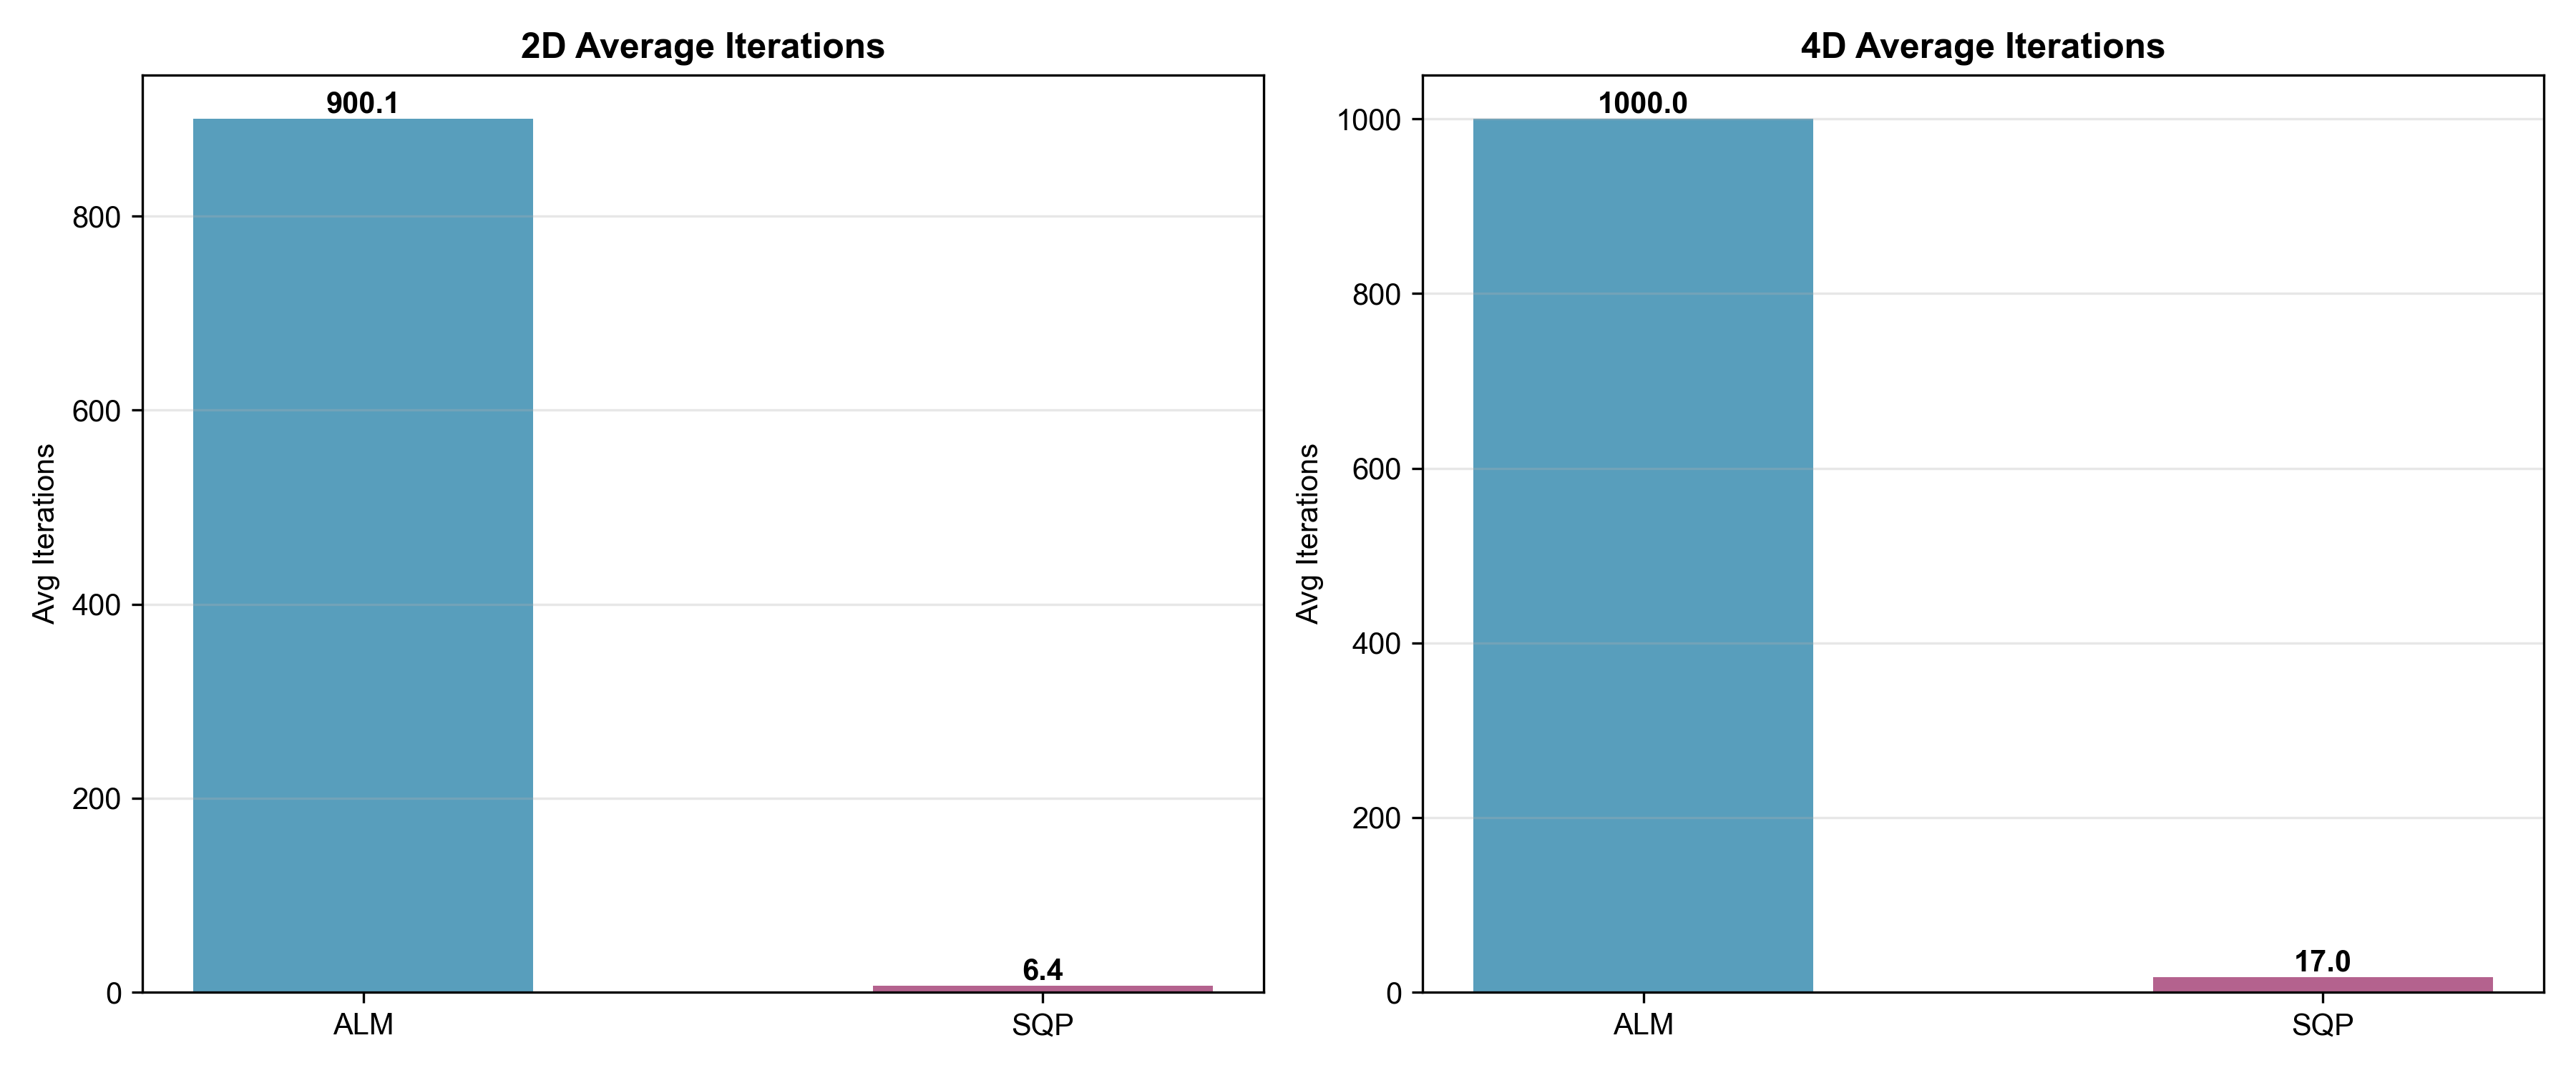 2D Average Iterations
900.1
800
600
400
200
0
Avg Iterations
6.4
ALM
SQP
4D Average Iterations
1000.0
1000
800
600
400
200
0
Avg Iterations
17.0
ALM
SQP